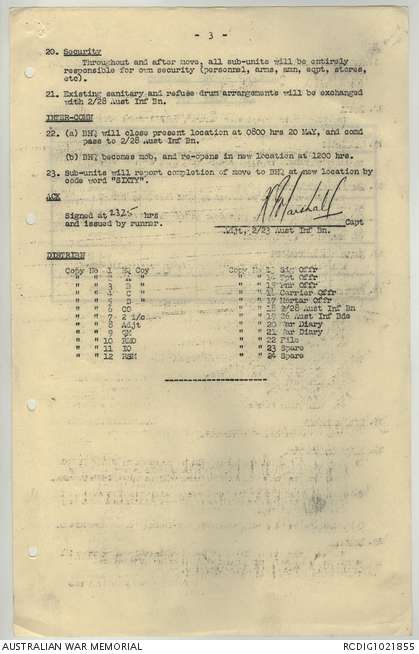 - 3 -
20. Security
Throughout and after move, all sub-units will be entirely
responsible for own security (personnel, arms, amn, eqpt, stores,
etc).
21. Existing sanitary and refuse drum arrangements will be exchanged
with 2/28 Aust Inf Bn.
INTER-COMN
22. (a) BHQ will close present location at 0800 hrs 20 MAY, and comd
pass to 2/28 Aust Inf Bn.
(b) BHQ becomes mob, and re-opens in new location at 1200 hrs.
23. Sub-units will report completion of move to BHQ at new location by
code word "SIXTY".
ACK
Signed at 2325 hrs
and issued by runner.
Marshall
Capt
Adjt, 2/23 Aust Inf Bn.
DISTRIBN
Copy No 1 HQ Coy Copy No 13 Sig Offr
" " 2 A " " " 14 Tpt Offr
" " 3 B " " " 15 Pnr Offr
" " 4 C " " " 16 Carrier Offr
" " 5 D " " " 17 Mortar Offr
" " 6 CO " " 18 2/28 Aust Inf Bn
" " 7 2 i/c " " 19 26 Aust Inf Bde
" " 8 Adjt " " 20 War Diary
" " 9 QM " " 21 War Diary
" " 10 RMO " " 22 File
" " 11 IO " " 23 Spare
" " 12 RSM " " 24 Spare
AUSTRALIAN WAR MEMORIAL
RCDIG1021855